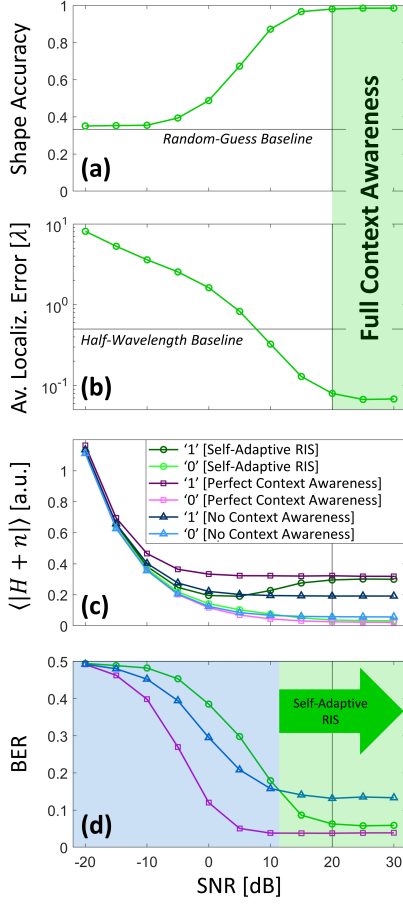 1
0.8
0.6
0.4
0.2
0
Shape Accuracy
Random-Guess Baseline
(a)
Full Context Awareness
10¹
10⁰
10⁻¹
Av. Localiz. Error [λ]
Half-Wavelength Baseline
(b)
1
0.8
0.6
0.4
0.2
0
⟨|H + n|⟩ [a.u.]
'1' [Self-Adaptive RIS]
'0' [Self-Adaptive RIS]
'1' [Perfect Context Awareness]
'0' [Perfect Context Awareness]
'1' [No Context Awareness]
'0' [No Context Awareness]
(c)
0.5
0.4
0.3
0.2
0.1
0
BER
Self-Adaptive
RIS
(d)
-20 -10 0 10 20 30
SNR [dB]